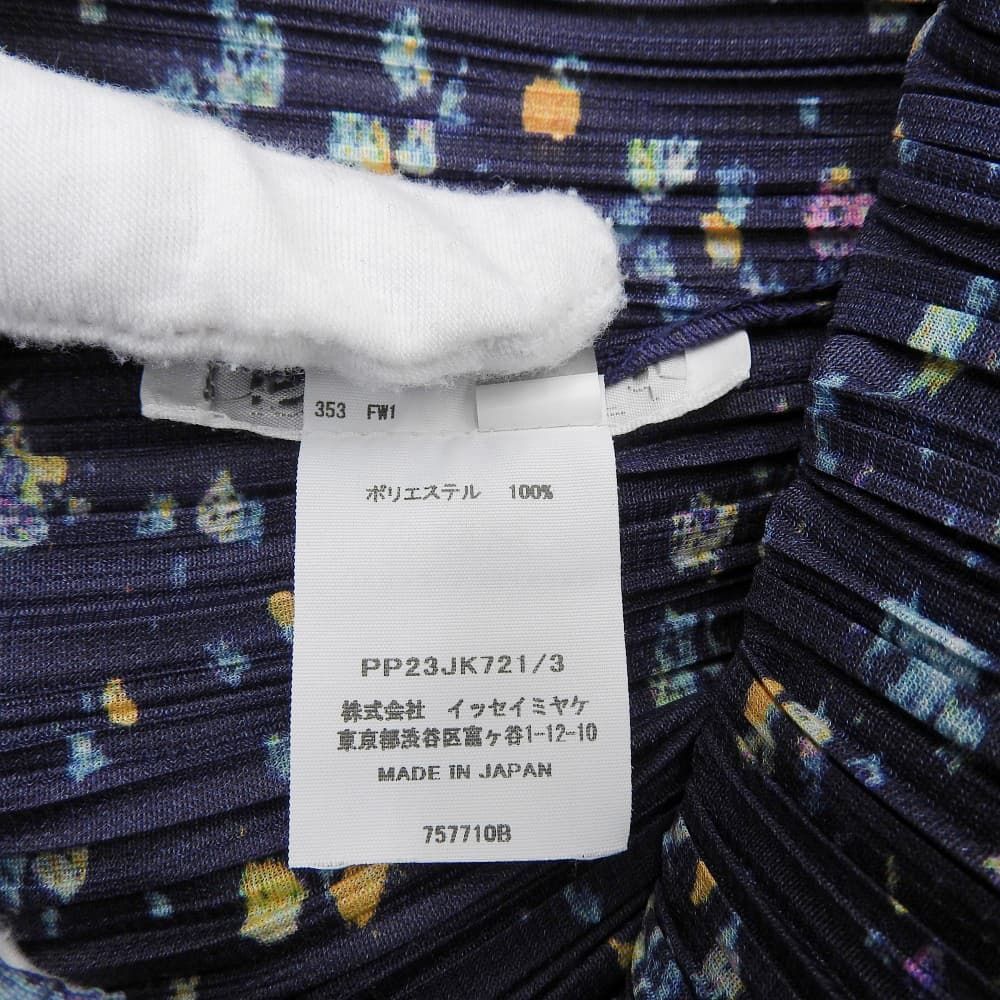 353 FW1
ポリエステル 100%
PP23JK721/3
株式会社 イッセイミヤケ
東京都渋谷区富ヶ谷1-12-10
MADE IN JAPAN
757710B